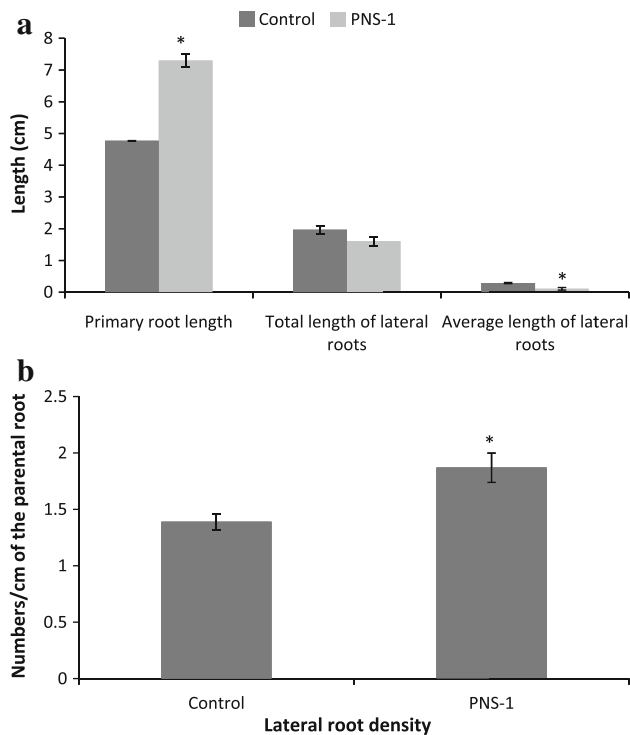 a
Control PNS-1
8
7
6
5
4
3
2
1
0
Length (cm)
*
*
Primary root length
Total length of lateral roots
Average length of lateral roots
b
2.5
2
1.5
1
0.5
0
Numbers/cm of the parental root
*
Control
PNS-1
Lateral root density